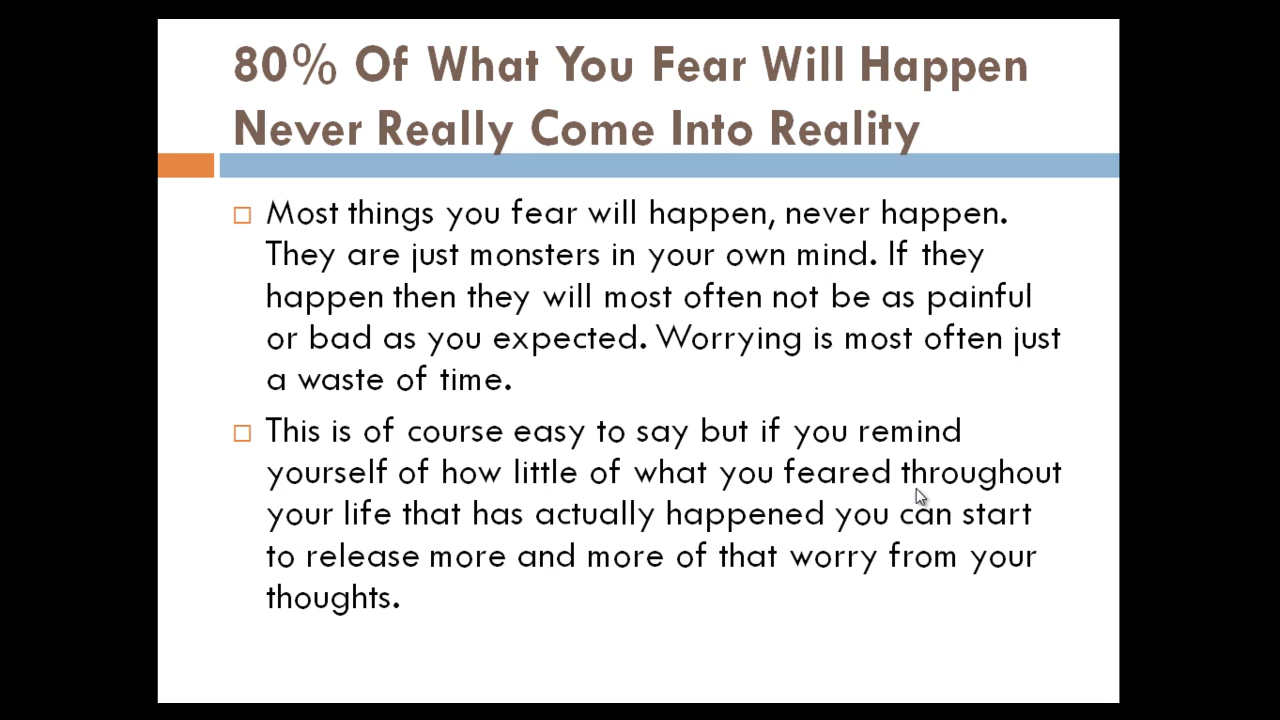 80% Of What You Fear Will Happen
Never Really Come Into Reality
Most things you fear will happen, never happen.
They are just monsters in your own mind. If they
happen then they will most often not be as painful
or bad as you expected. Worrying is most often just
a waste of time.
This is of course easy to say but if you remind
yourself of how little of what you feared throughout
your life that has actually happened you can start
to release more and more of that worry from your
thoughts.